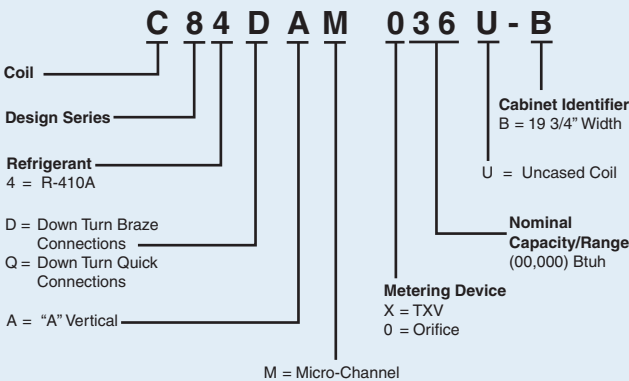 C 8 4 D A M 0 3 6 U - B
Coil
Design Series
Refrigerant
4 = R-410A
D = Down Turn Braze
Connections
Q = Down Turn Quick
Connections
A = “A” Vertical
M = Micro-Channel
Metering Device
X = TXV
0 = Orifice
Nominal
Capacity/Range
(00,000) Btuh
U = Uncased Coil
Cabinet Identifier
B = 19 3/4” Width